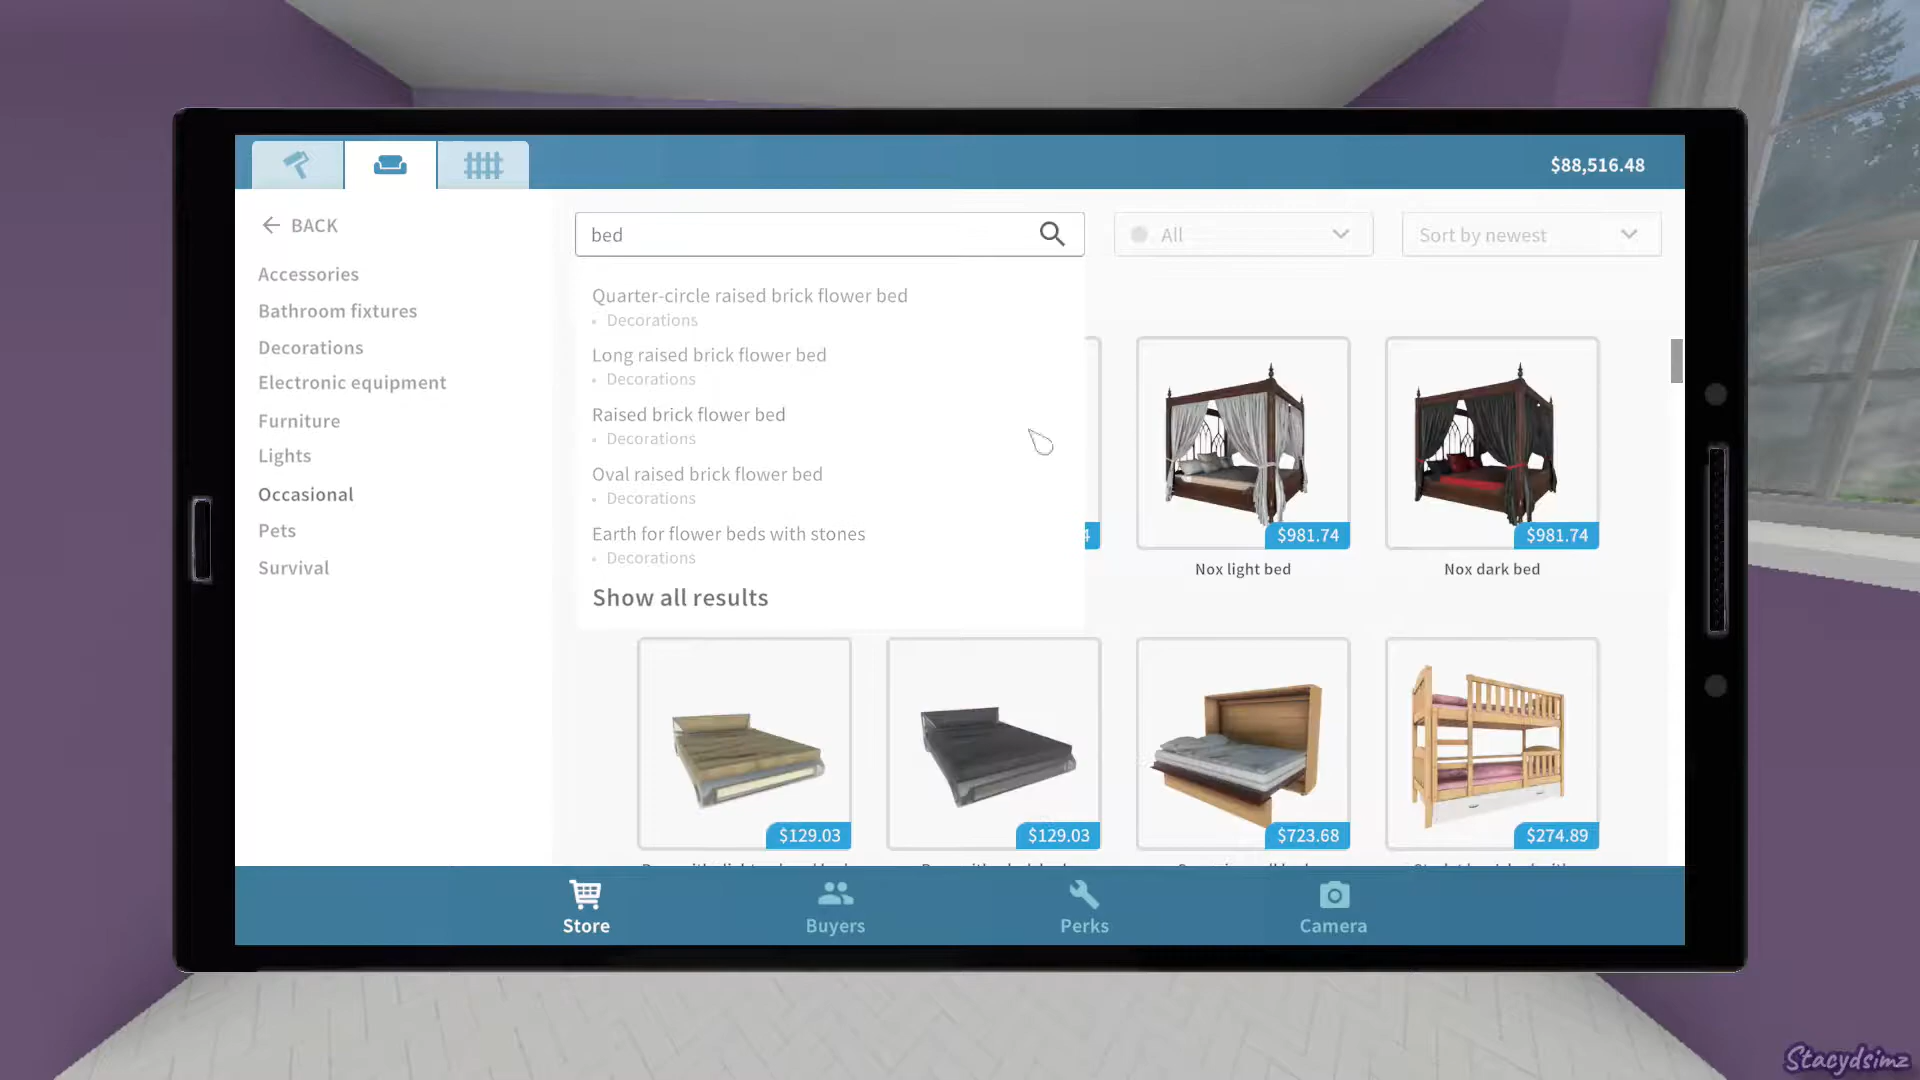 $88,516.48
BACK
bed
All
Sort by newest
Accessories
Bathroom fixtures
Decorations
Electronic equipment
Furniture
Lights
Occasional
Pets
Survival
Quarter-circle raised brick flower bed
• Decorations
Long raised brick flower bed
• Decorations
Raised brick flower bed
• Decorations
Oval raised brick flower bed
• Decorations
Earth for flower beds with stones
• Decorations
Show all results
4
$981.74
$981.74
Nox light bed
Nox dark bed
$129.03
$129.03
$723.68
$274.89
Store
Buyers
Perks
Camera
Stacydsimz